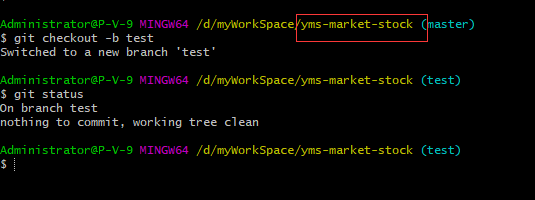 Administrator@P-V-9 MINGW64 /d/myWorkSpace/yms-market-stock (master)
$ git checkout -b test
Switched to a new branch 'test'
Administrator@P-V-9 MINGW64 /d/myWorkSpace/yms-market-stock (test)
$ git status
On branch test
nothing to commit, working tree clean
Administrator@P-V-9 MINGW64 /d/myWorkSpace/yms-market-stock (test)
$